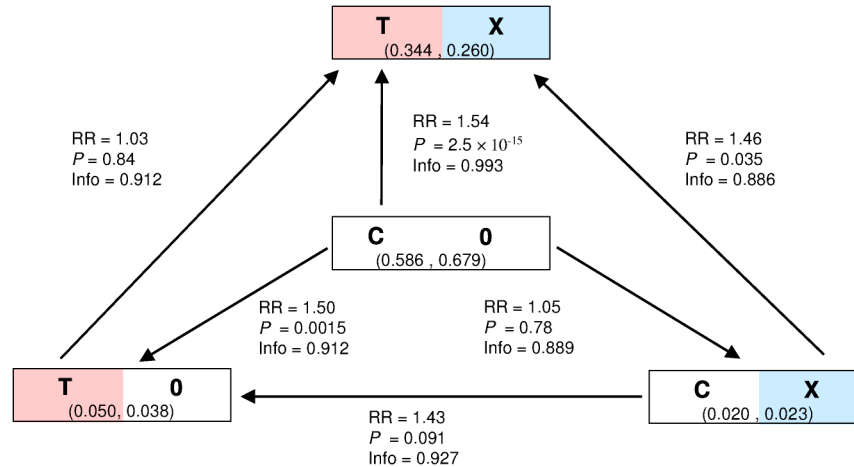 T X
(0.344 , 0.260)
RR = 1.03
P = 0.84
Info = 0.912
RR = 1.54
P = 2.5 × 10⁻¹⁵
Info = 0.993
RR = 1.46
P = 0.035
Info = 0.886
C 0
(0.586 , 0.679)
RR = 1.50
P = 0.0015
Info = 0.912
RR = 1.05
P = 0.78
Info = 0.889
T 0
(0.050, 0.038)
C X
(0.020 , 0.023)
RR = 1.43
P = 0.091
Info = 0.927